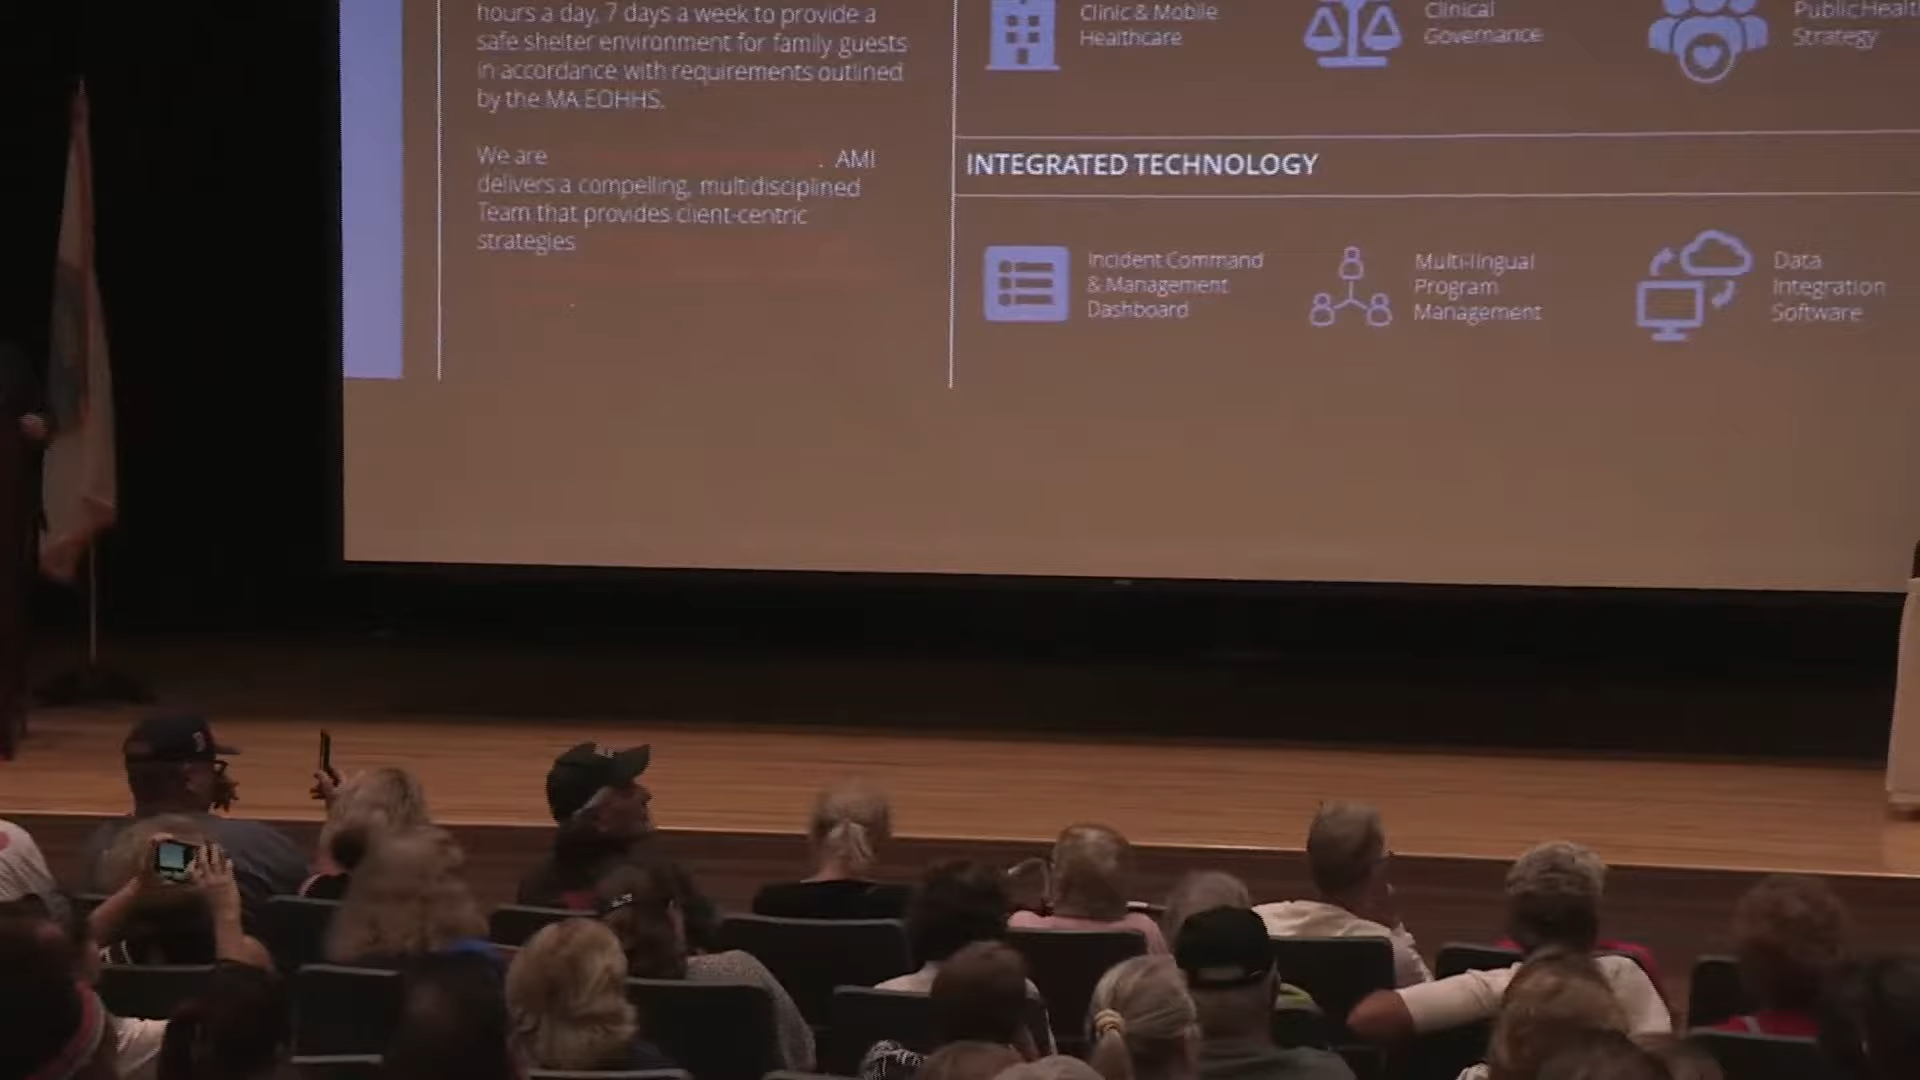 hours a day, 7 days a week to provide a
safe shelter environment for family guests
in accordance with requirements outlined
by the MA EOHHS.
We are . AMI
delivers a compelling, multidisciplined
Team that provides client-centric
strategies
Clinic & Mobile
Healthcare
Clinical
Governance
Public Health
Strategy
INTEGRATED TECHNOLOGY
Incident Command
& Management
Dashboard
Multi-lingual
Program
Management
Data
Integration
Software
B